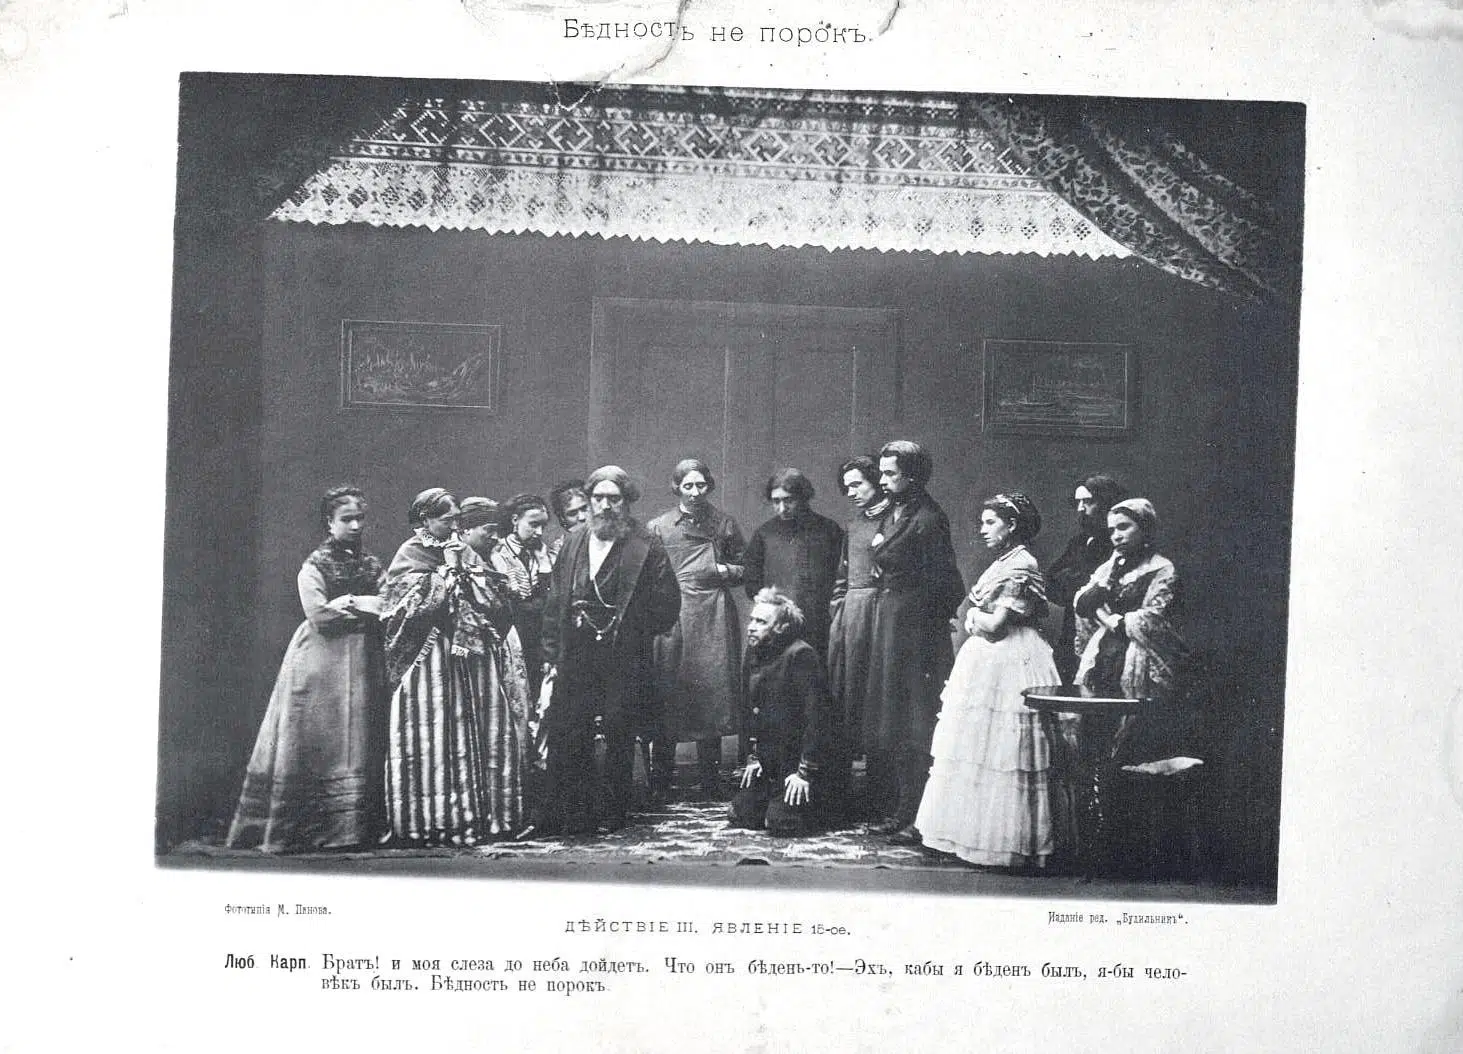 Бѣдность не порокъ.
Фототипія М. Панова.
Изданіе ред. „Будильникъ“.
ДѢЙСТВІЕ III. ЯВЛЕНІЕ 15-ое.
Люб. Карп. Братъ! и моя слеза до неба дойдетъ. Что онъ бѣденъ-то!—Эхъ, кабы я бѣденъ былъ, я-бы чело-
вѣкъ былъ. Бѣдность не порокъ.